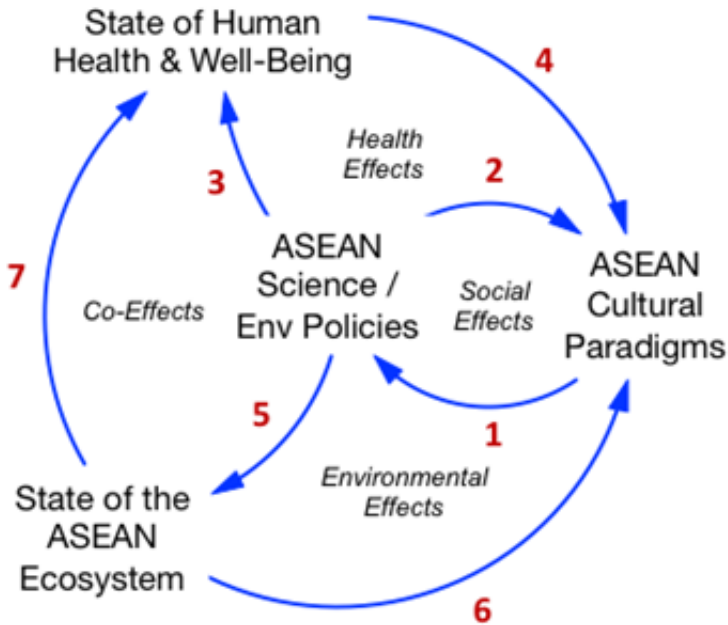 State of Human
Health & Well-Being
4
Health
Effects
2
3
ASEAN
Science /
Env Policies
ASEAN
Cultural
Paradigms
7
Co-Effects
Social
Effects
5
1
Environmental
Effects
State of the
ASEAN
Ecosystem
6